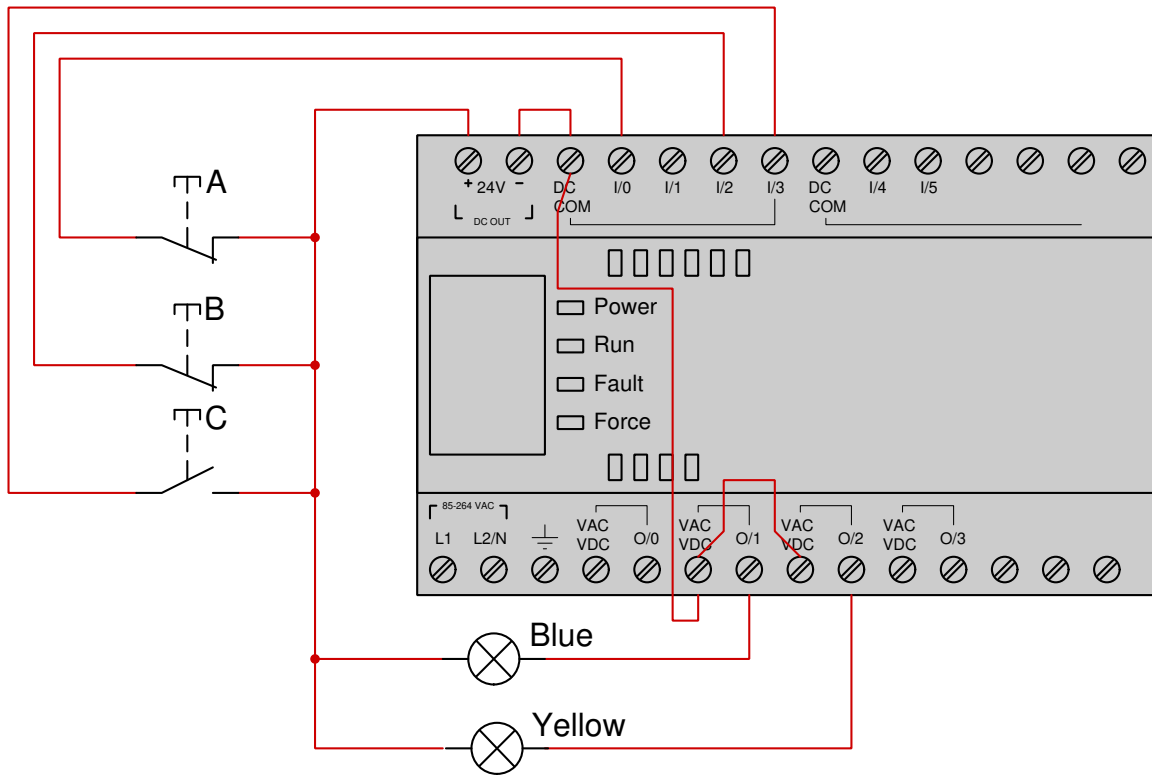 A
B
C
+ 24V -
DC OUT
DC
COM
I/0
I/1
I/2
I/3
DC
COM
I/4
I/5
Power
Run
Fault
Force
85-264 VAC
L1
L2/N
VAC
VDC
O/0
VAC
VDC
O/1
VAC
VDC
O/2
VAC
VDC
O/3
Blue
Yellow